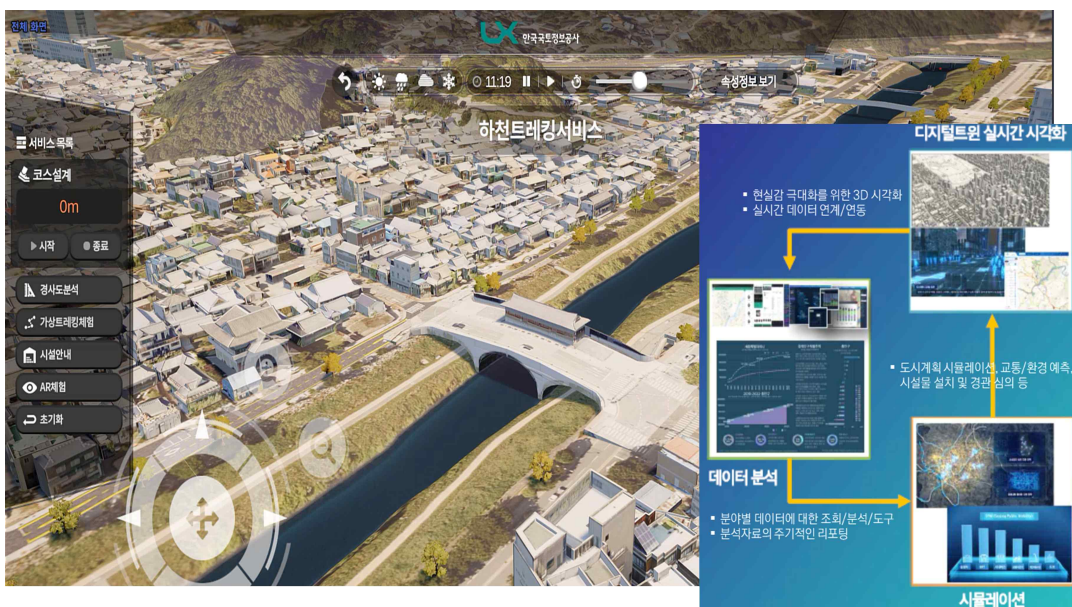 전체 화면
LX 한국국토정보공사
11:19
속성정보 보기
하천트레킹서비스
서비스 목록
코스설계
0m
시작
종료
경사도분석
가상트레킹체험
시설안내
AR체험
초기화
디지털트윈 실시간 시각화
▪ 현실감 극대화를 위한 3D 시각화
▪ 실시간 데이터 연계/연동
▪ 도시계획 시뮬레이션, 교통/환경 예측,
시설물 설치 및 경관 심의 등
데이터 분석
▪ 분야별 데이터에 대한 조회/분석/도구
▪ 분석자료의 주기적인 리포팅
시뮬레이션